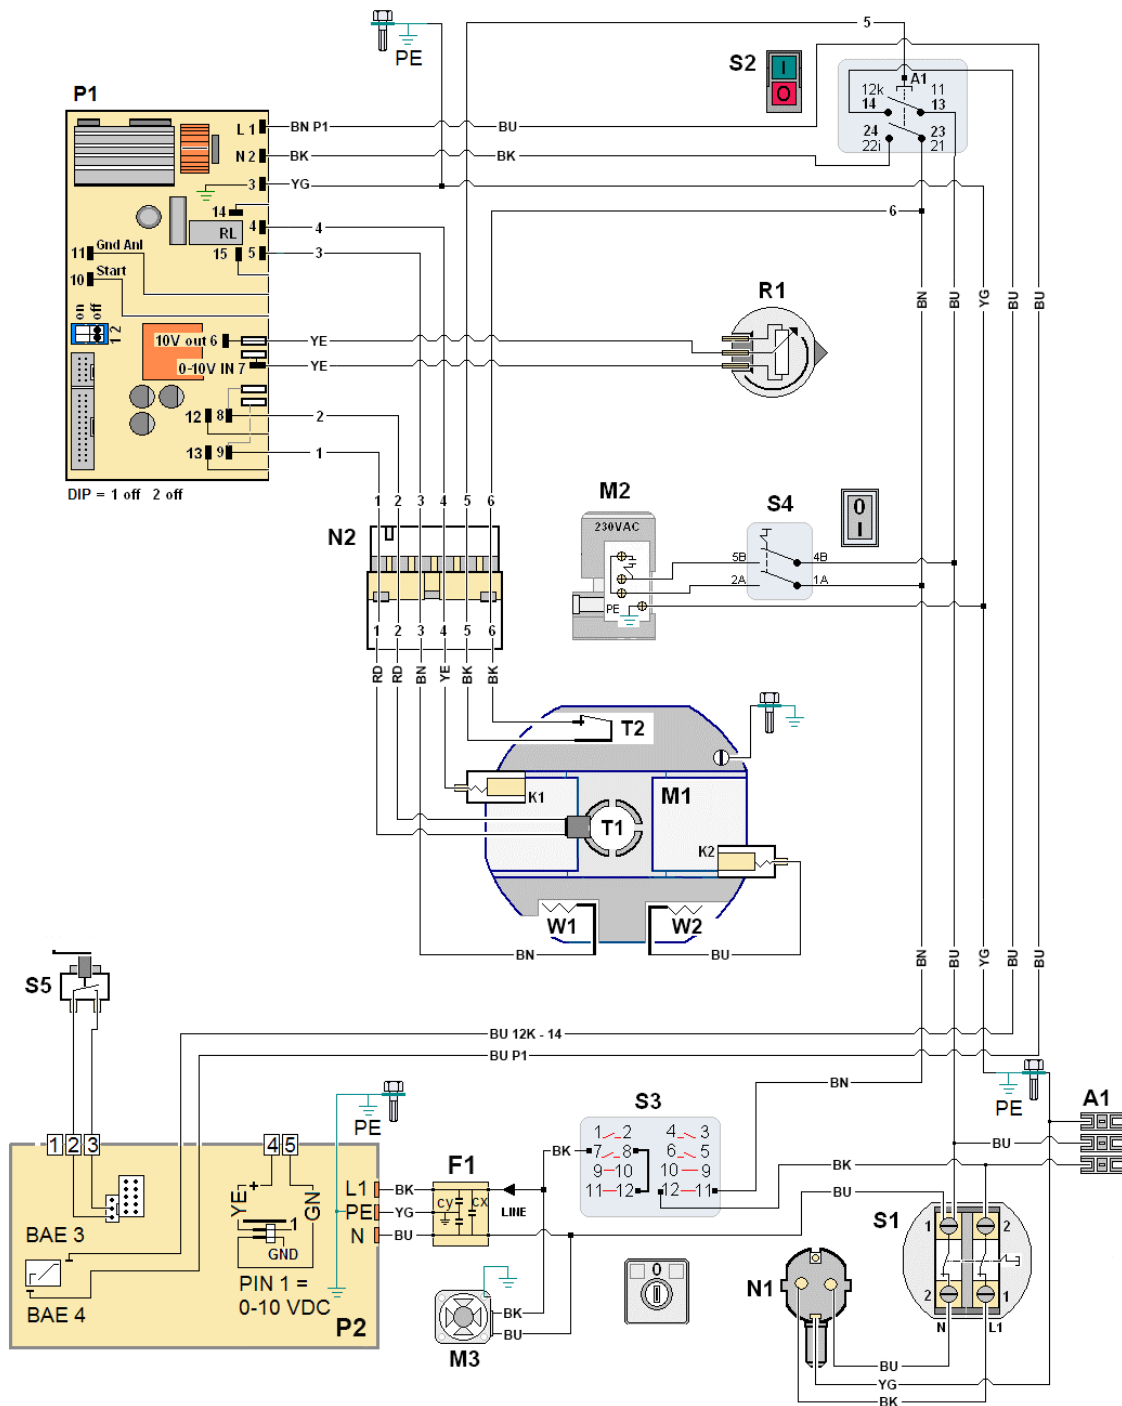 PE
S2
I
O
5
A1
12k
11
14
13
24
23
22i
21
P1
L 1
BN P1
BU
N 2
BK
BK
3
YG
14
4
4
6
RL
15
5
3
11
Gnd Anl
10
Start
on
off
1 2
10V out 6
YE
0-10V IN 7
YE
R1
12
8
2
13
9
1
DIP = 1 off 2 off
BN
BU
YG
BU
BU
1 2 3 4 5 6
N2
1 2 3 4 5 6
RD
RD
BN
YE
BK
BK
M2
230VAC
PE
S4
0
I
5B
4B
2A
1A
T2
K1
M1
T1
K2
W1
W2
BN
BU
BN
BU
YG
BU
BU
S5
BU 12K - 14
BU P1
PE
BN
PE
A1
S3
1 2
4 3
7 8
6 5
9 10
10 9
11 12
12 11
BK
BK
BU
BU
1 2 3
4 5
YE
+
GN
1
GND
BAE 3
BAE 4
PIN 1 =
0-10 VDC
P2
L1
BK
PE
YG
N
BU
F1
cy
cx
LINE
M3
BK
BU
0
I
N1
S1
1
2
2
1
N
L1
BU
YG
BK